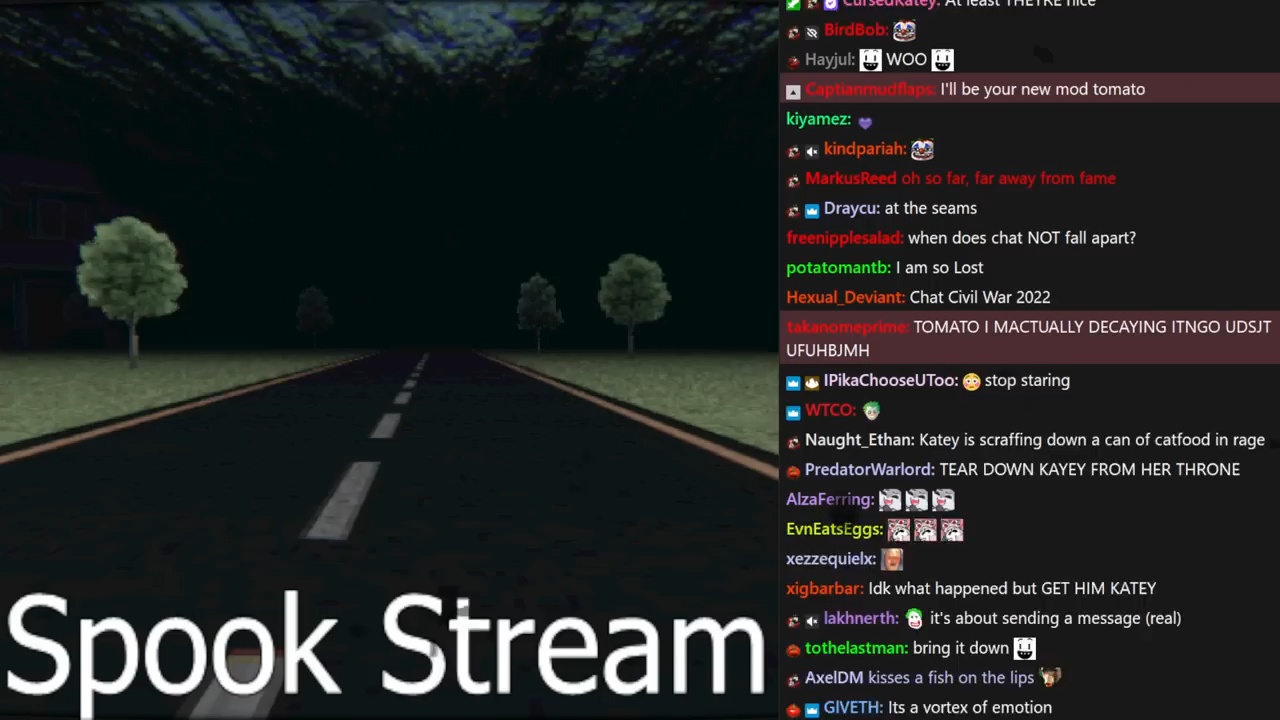 CursedKatey: At least THEYRE nice
BirdBob:
Hayjul: WOO
Captianmudflaps: I'll be your new mod tomato
kiyamez:
kindpariah:
MarkusReed oh so far, far away from fame
Draycu: at the seams
freenipplesalad: when does chat NOT fall apart?
potatomantb: I am so Lost
Hexual_Deviant: Chat Civil War 2022
takanomeprime: TOMATO I MACTUALLY DECAYING ITNGO UDSJT
UFUHBJMH
IPikaChooseUToo: stop staring
WTCO:
Naught_Ethan: Katey is scraffing down a can of catfood in rage
PredatorWarlord: TEAR DOWN KAYEY FROM HER THRONE
AlzaFerring:
EvnEatsEggs:
xezzequielx:
xigbarbar: Idk what happened but GET HIM KATEY
lakhnerth: it's about sending a message (real)
tothelastman: bring it down
AxelDM kisses a fish on the lips
GIVETH: Its a vortex of emotion
Spook Stream